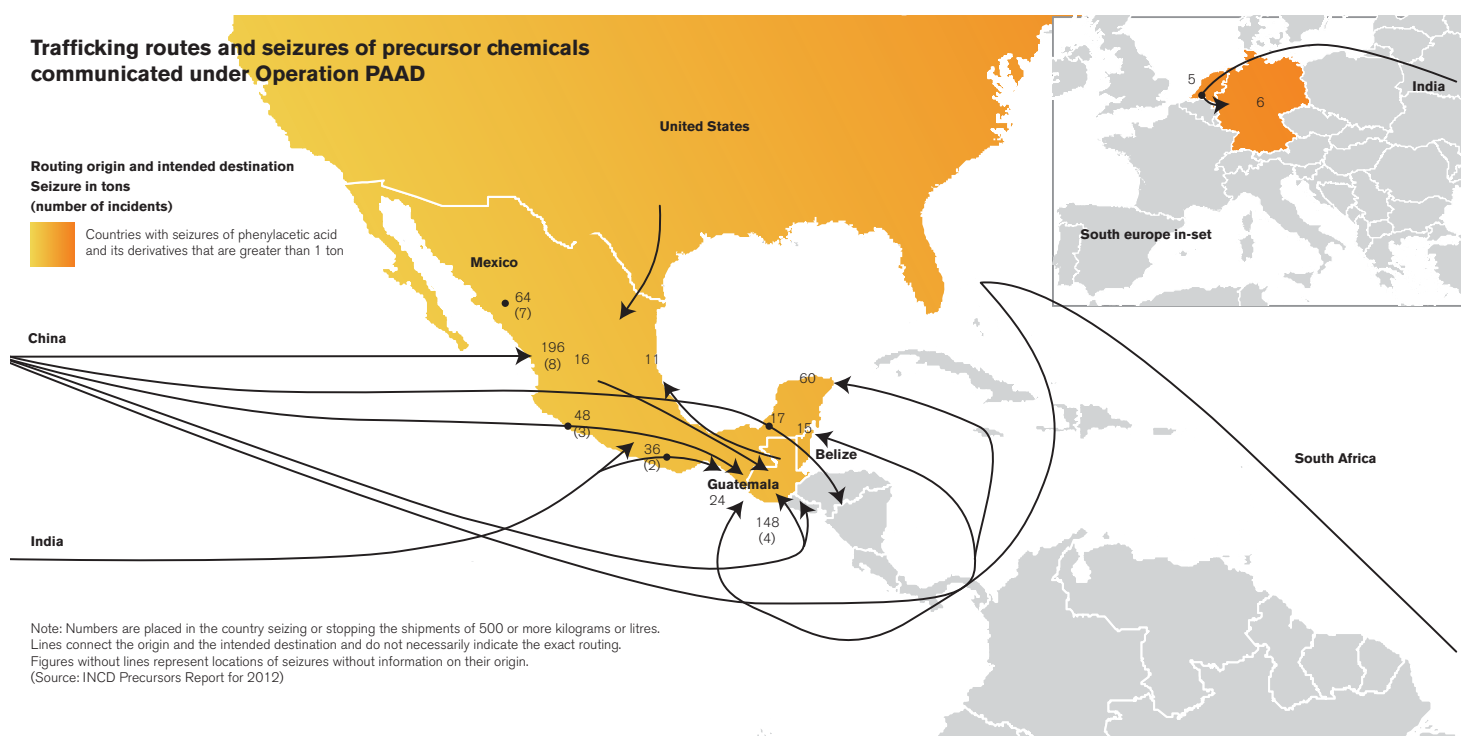 Trafficking routes and seizures of precursor chemicals
communicated under Operation PAAD
Routing origin and intended destination
Seizure in tons
(number of incidents)
Countries with seizures of phenylacetic acid
and its derivatives that are greater than 1 ton
United States
5
India
6
South europe in-set
Mexico
64
(7)
China
196
(8)
16
11
60
48
(3)
17
15
36
(2)
Belize
South Africa
Guatemala
24
148
(4)
India
Note: Numbers are placed in the country seizing or stopping the shipments of 500 or more kilograms or litres.
Lines connect the origin and the intended destination and do not necessarily indicate the exact routing.
Figures without lines represent locations of seizures without information on their origin.
(Source: INCD Precursors Report for 2012)